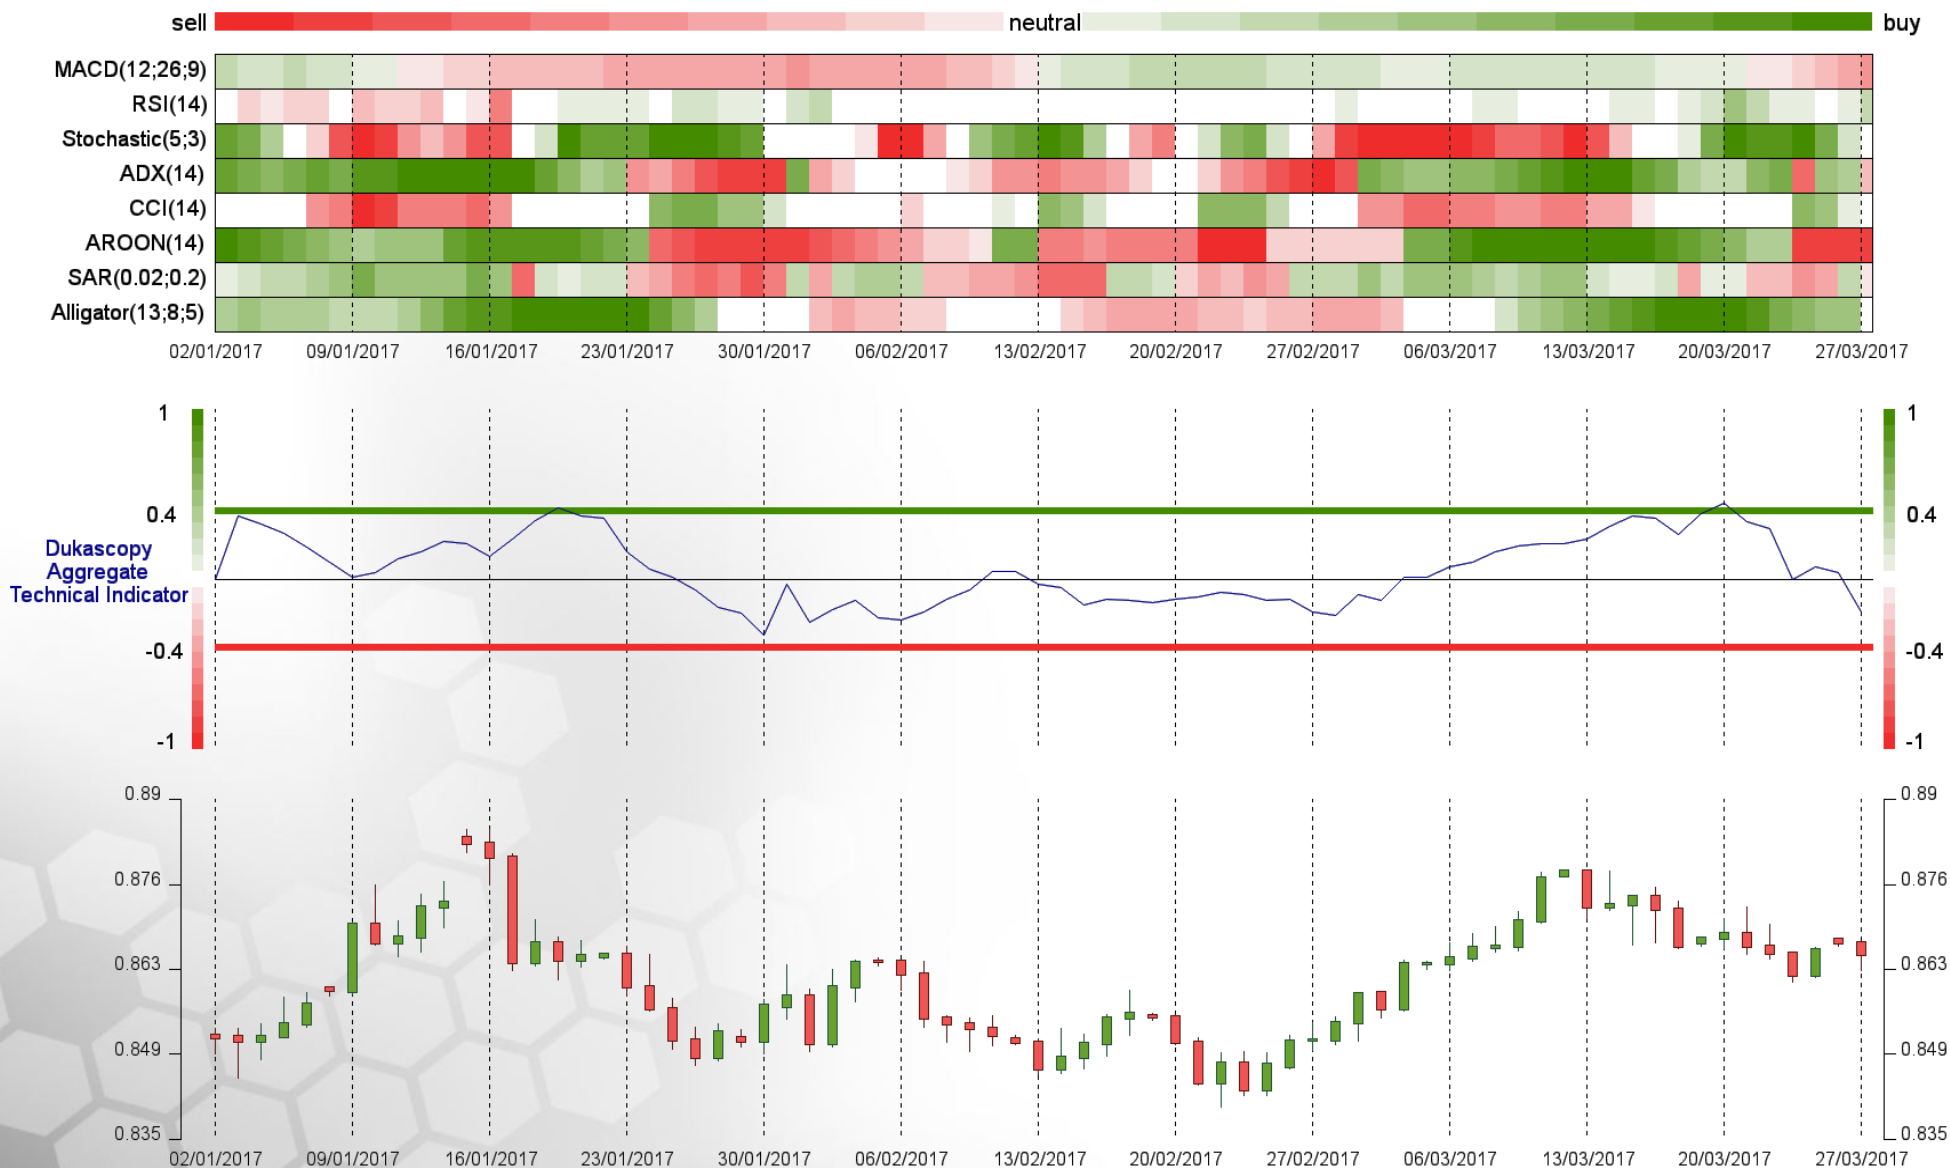 sell neutral buy
MACD(12;26;9)
RSI(14)
Stochastic(5;3)
ADX(14)
CCI(14)
AROON(14)
SAR(0.02;0.2)
Alligator(13;8;5)
02/01/2017 09/01/2017 16/01/2017 23/01/2017 30/01/2017 06/02/2017 13/02/2017 20/02/2017 27/02/2017 06/03/2017 13/03/2017 20/03/2017 27/03/2017
1 1
0.4 0.4
Dukascopy
Aggregate
Technical Indicator
-0.4 -0.4
-1 -1
0.89 0.89
0.876 0.876
0.863 0.863
0.849 0.849
0.835 0.835
02/01/2017 09/01/2017 16/01/2017 23/01/2017 30/01/2017 06/02/2017 13/02/2017 20/02/2017 27/02/2017 06/03/2017 13/03/2017 20/03/2017 27/03/2017